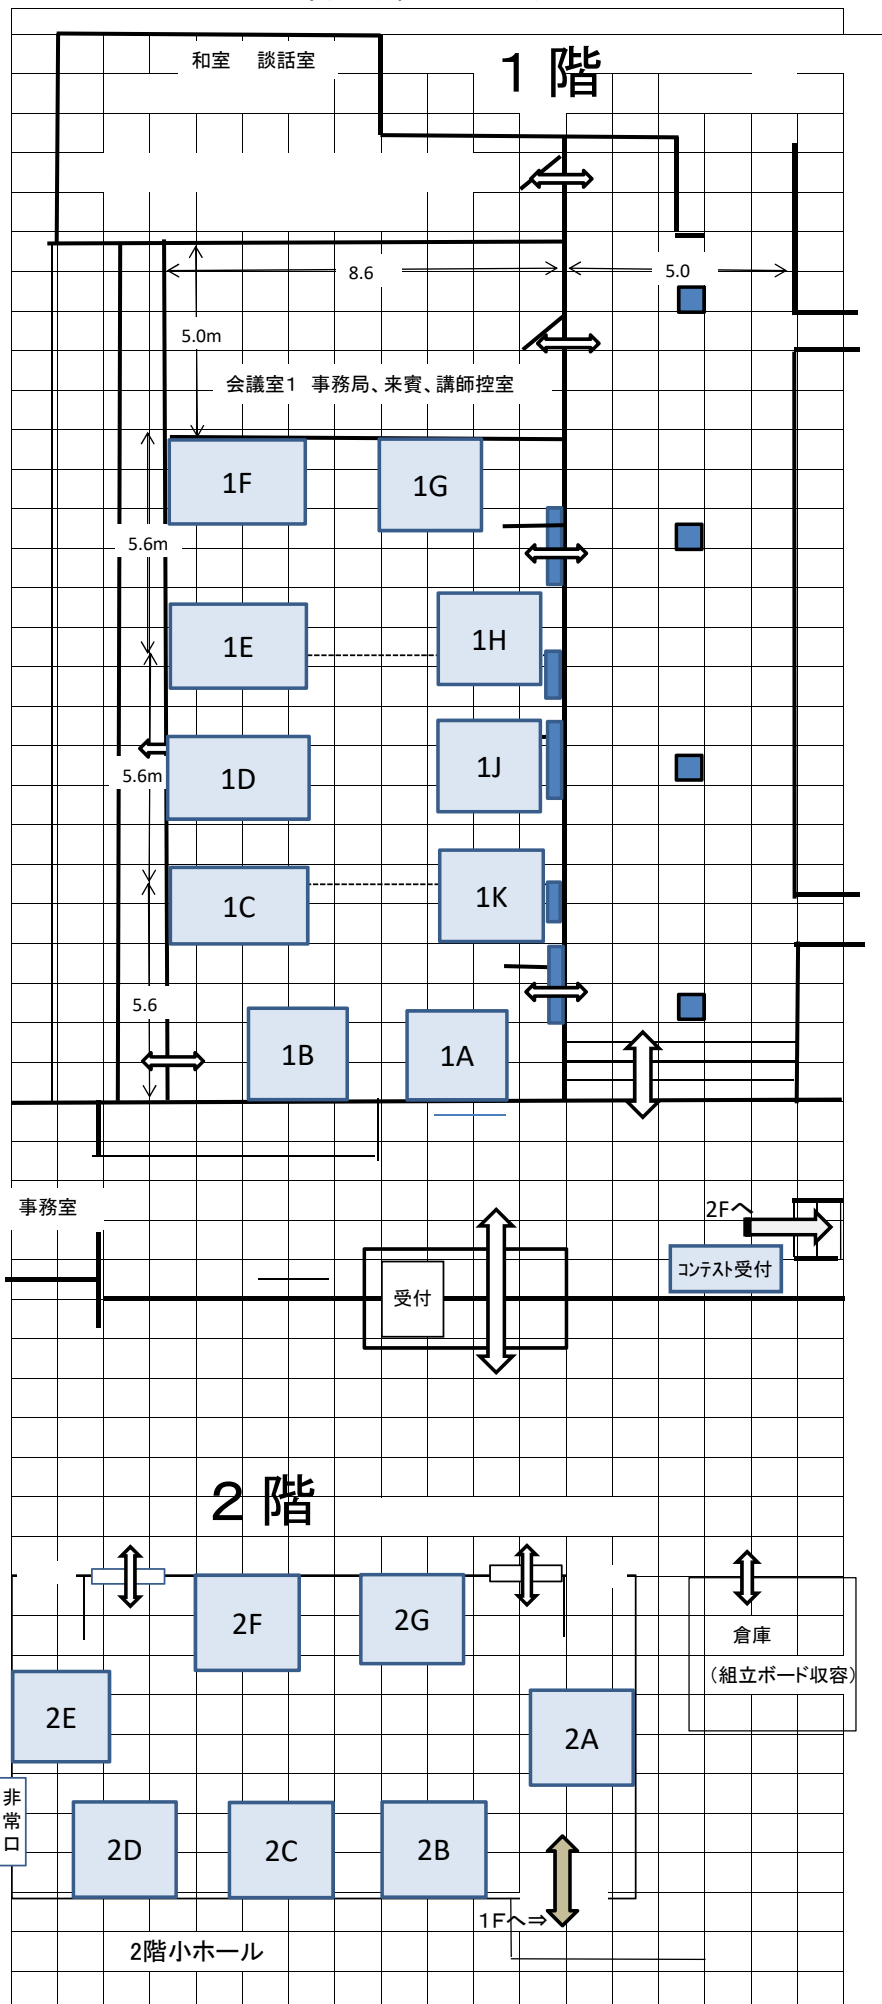 和室　談話室
１階
8.6
5.0
5.0m
会議室１　事務局、来賓、講師控室
1F
1G
5.6m
1E
1H
5.6m
1D
1J
1C
1K
5.6
1B
1A
事務室
2Fへ
コンテスト受付
受付
２階
2F
2G
倉庫
（組立ボード収容）
2E
2A
非常口
2D
2C
2B
１Fへ⇒
2階小ホール